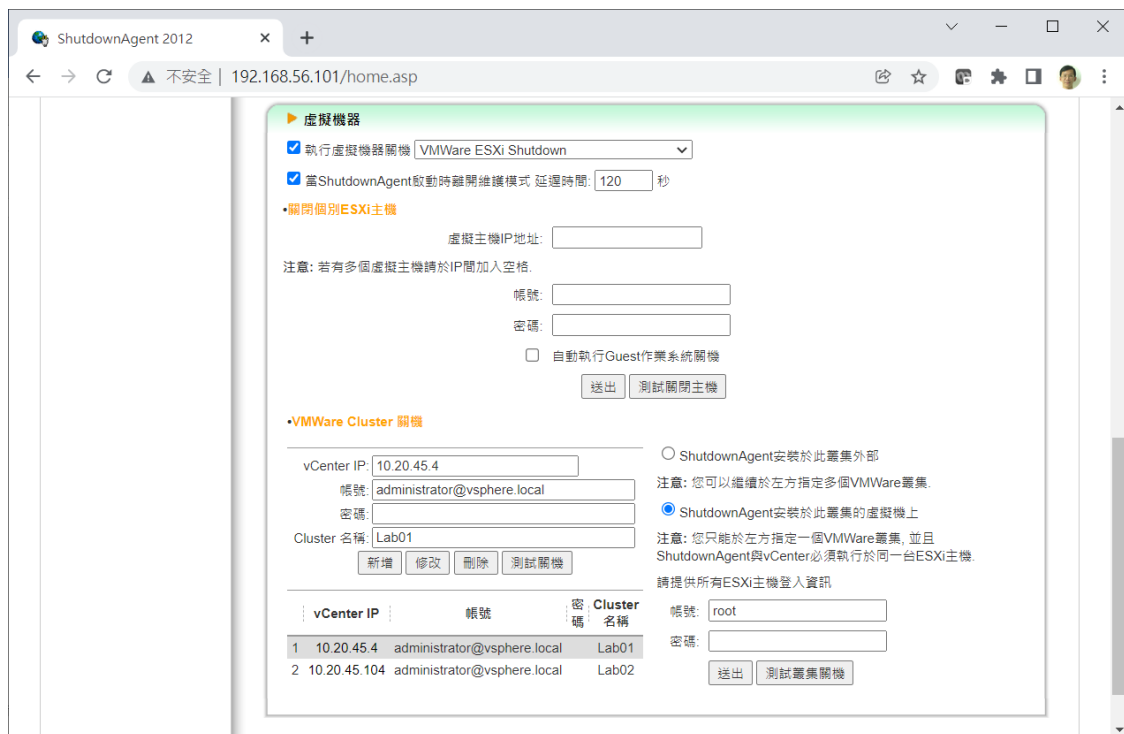 ShutdownAgent 2012
不安全 | 192.168.56.101/home.asp
虛擬機器
執行虛擬機器關機 VMWare ESXi Shutdown
當ShutdownAgent啟動時離開維護模式 延遲時間: 120 秒
•關閉個別ESXi主機
虛擬主機IP地址:
注意: 若有多個虛擬主機請於IP間加入空格.
帳號:
密碼:
自動執行Guest作業系統關機
送出 測試關閉主機
•VMWare Cluster 關機
vCenter IP: 10.20.45.4
帳號: administrator@vsphere.local
密碼:
Cluster 名稱: Lab01
新增 修改 刪除 測試關機
vCenter IP 帳號 密碼 Cluster 名稱
1 10.20.45.4 administrator@vsphere.local Lab01
2 10.20.45.104 administrator@vsphere.local Lab02
ShutdownAgent安裝於此叢集外部
注意: 您可以繼續於左方指定多個VMWare叢集.
ShutdownAgent安裝於此叢集的虛擬機上
注意: 您只能於左方指定一個VMWare叢集, 並且
ShutdownAgent與vCenter必須執行於同一台ESXi主機.
請提供所有ESXi主機登入資訊
帳號: root
密碼:
送出 測試叢集關機